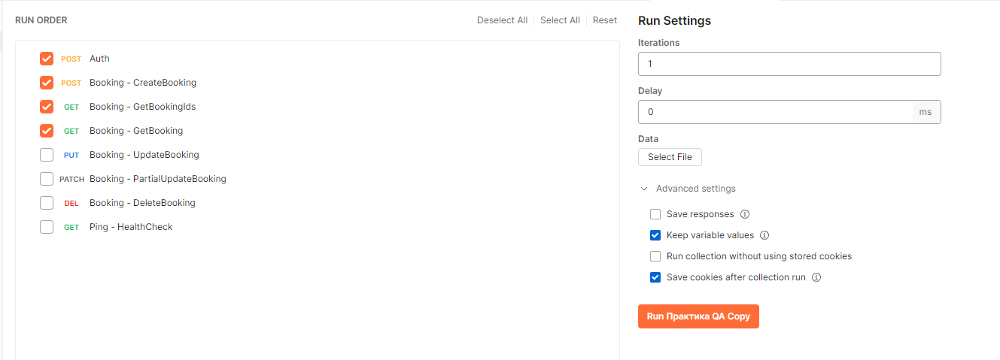 RUN ORDER
Deselect All
Select All
Reset
POST Auth
POST Booking - CreateBooking
GET Booking - GetBookingIds
GET Booking - GetBooking
PUT Booking - UpdateBooking
PATCH Booking - PartialUpdateBooking
DEL Booking - DeleteBooking
GET Ping - HealthCheck
Run Settings
Iterations
1
Delay
0 ms
Data
Select File
Advanced settings
Save responses
Keep variable values
Run collection without using stored cookies
Save cookies after collection run
Run Практика QA Copy